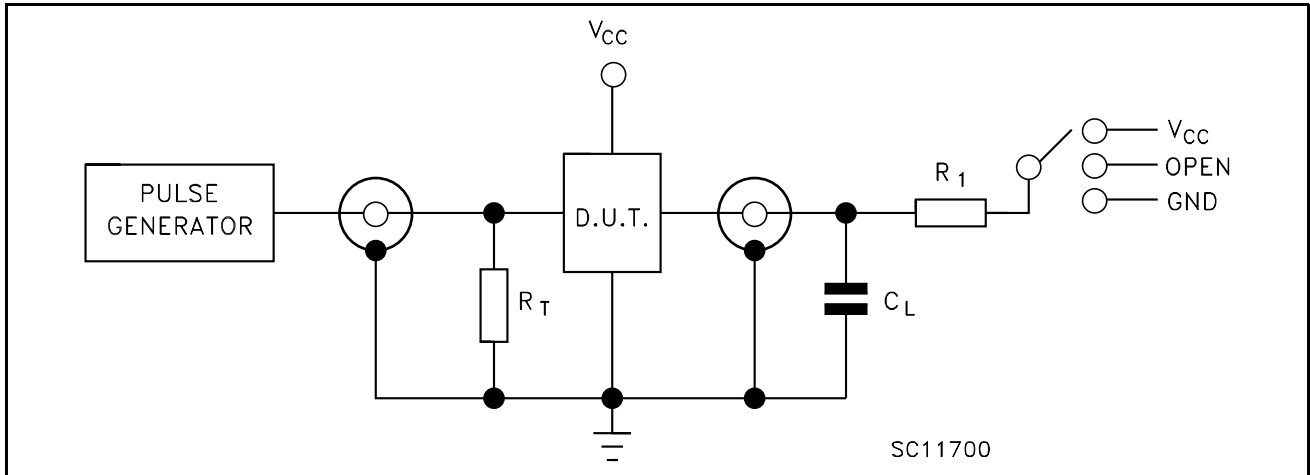 VCC
PULSE
GENERATOR
D.U.T.
RT
CL
R1
VCC
OPEN
GND
SC11700